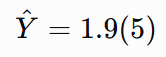 Ŷ = 1.9(5)